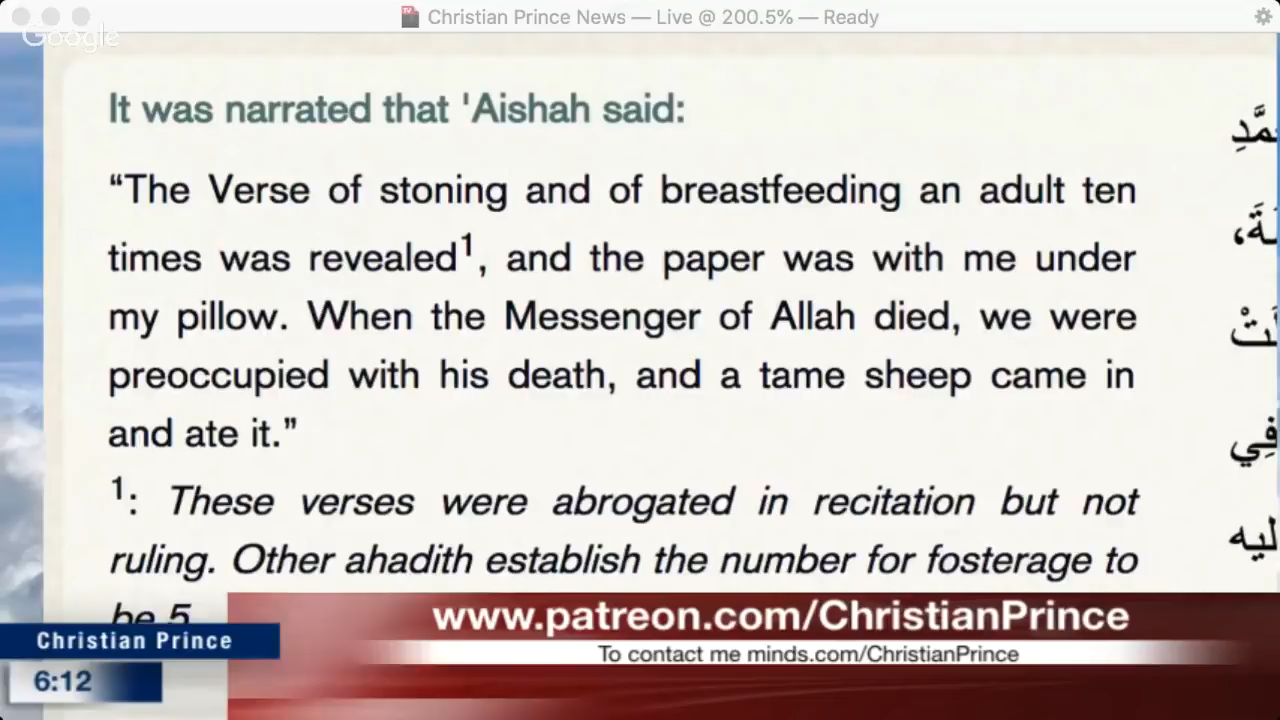 Christian Prince News — Live @ 200.5% — Ready
Google
It was narrated that 'Aishah said:
“The Verse of stoning and of breastfeeding an adult ten
times was revealed¹, and the paper was with me under
my pillow. When the Messenger of Allah died, we were
preoccupied with his death, and a tame sheep came in
and ate it.”
¹: These verses were abrogated in recitation but not
ruling. Other ahadith establish the number for fosterage to
be 5.
www.patreon.com/ChristianPrince
Christian Prince
To contact me minds.com/ChristianPrince
6:12